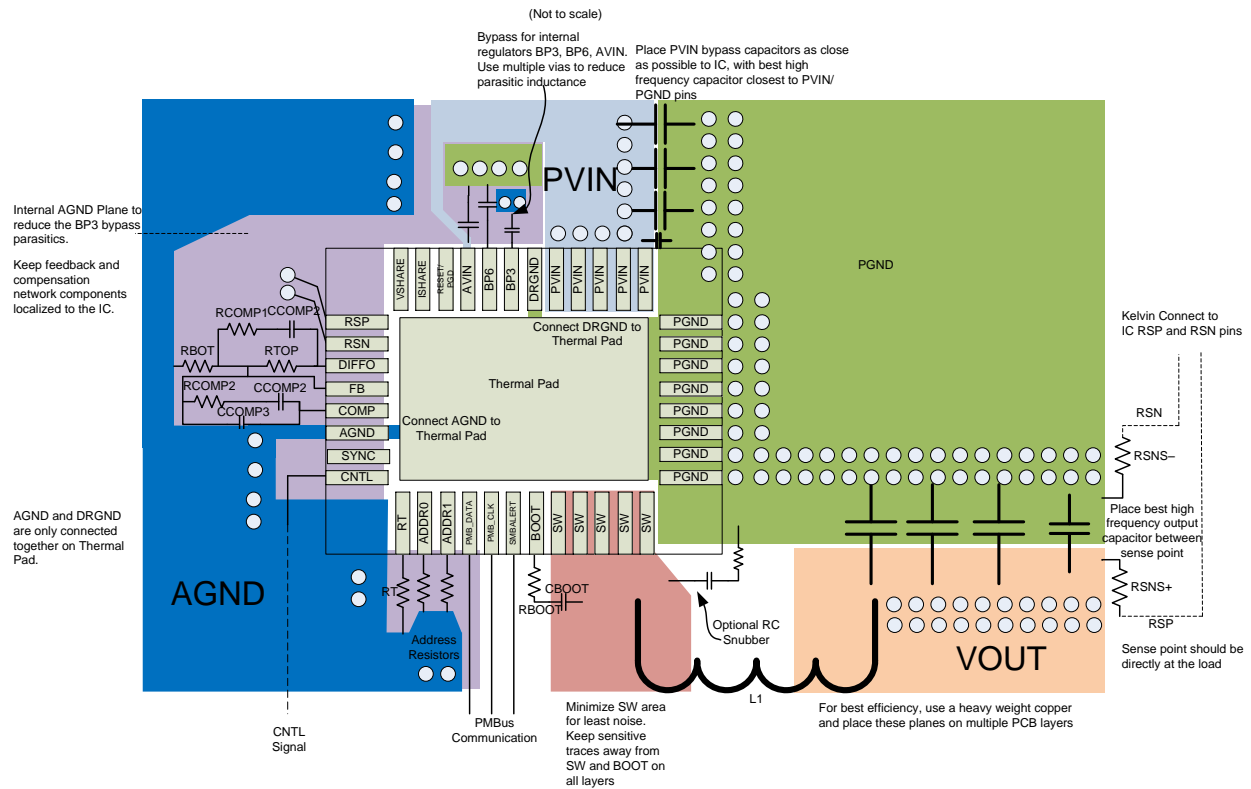 (Not to scale)
Bypass for internal
regulators BP3, BP6, AVIN.
Use multiple vias to reduce
parasitic inductance
Place PVIN bypass capacitors as close
as possible to IC, with best high
frequency capacitor closest to PVIN/
PGND pins
PVIN
Internal AGND Plane to
reduce the BP3 bypass
parasitics.
Keep feedback and
compensation
network components
localized to the IC.
PGND
VSHARE
ISHARE
RESET/
PGD
AVIN
BP6
BP3
DRGND
PVIN
PVIN
PVIN
PVIN
PVIN
RCOMP1
CCOMP2
RBOT
RTOP
RCOMP2
CCOMP2
CCOMP3
RSP
RSN
DIFFO
FB
COMP
AGND
SYNC
CNTL
Connect DRGND to
Thermal Pad
Thermal Pad
Connect AGND to
Thermal Pad
PGND
PGND
PGND
PGND
PGND
PGND
PGND
PGND
Kelvin Connect to
IC RSP and RSN pins
RSN
RSNS–
Place best high
frequency output
capacitor between
sense point
RSNS+
RSP
Sense point should be
directly at the load
AGND and DRGND
are only connected
together on Thermal
Pad.
RT
ADDR0
ADDR1
PMB_DATA
PMB_CLK
SMBALERT
BOOT
SW
SW
SW
SW
SW
AGND
RT
Address
Resistors
CBOOT
RBOOT
Optional RC
Snubber
VOUT
L1
CNTL
Signal
PMBus
Communication
Minimize SW area
for least noise.
Keep sensitive
traces away from
SW and BOOT on
all layers
For best efficiency, use a heavy weight copper
and place these planes on multiple PCB layers